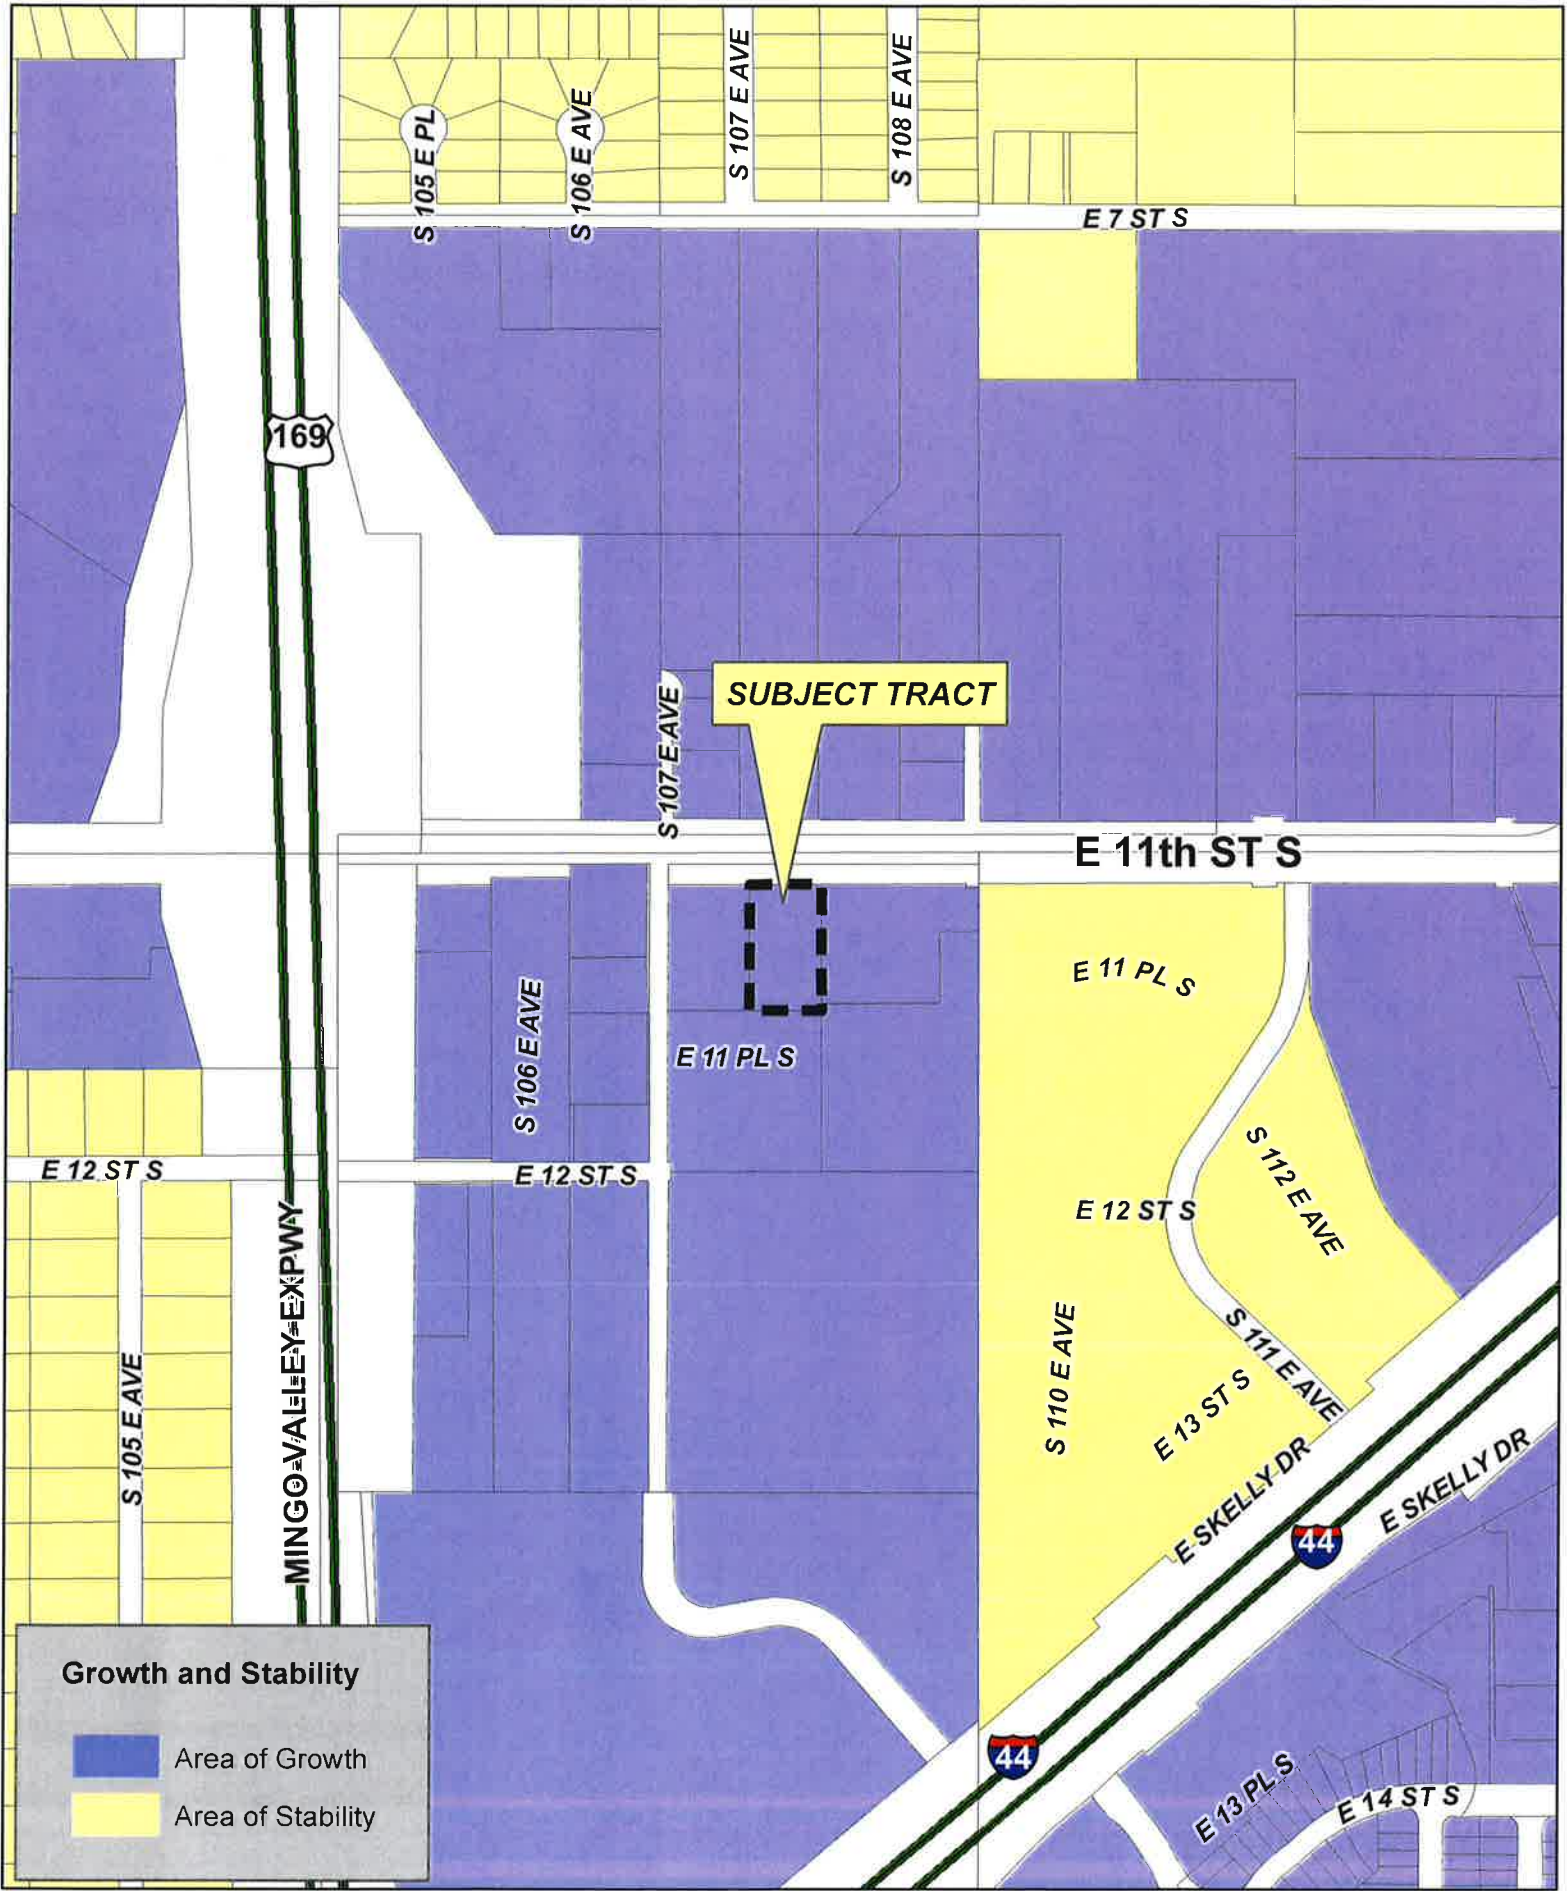 S 105 E PL
S 106 E AVE
S 107 E AVE
S 108 E AVE
E 7 ST S
169
SUBJECT TRACT
S 107 E AVE
E 11th ST S
E 11 PL S
S 106 E AVE
E 11 PL S
E 12 ST S
E 12 ST S
E 12 ST S
S 112 E AVE
MINGO VALLEY EXPWY
S 105 E AVE
S 110 E AVE
S 111 E AVE
E 13 ST S
E SKELLY DR
E SKELLY DR
44
44
E 13 PL S
E 14 ST S
Growth and Stability
Area of Growth
Area of Stability